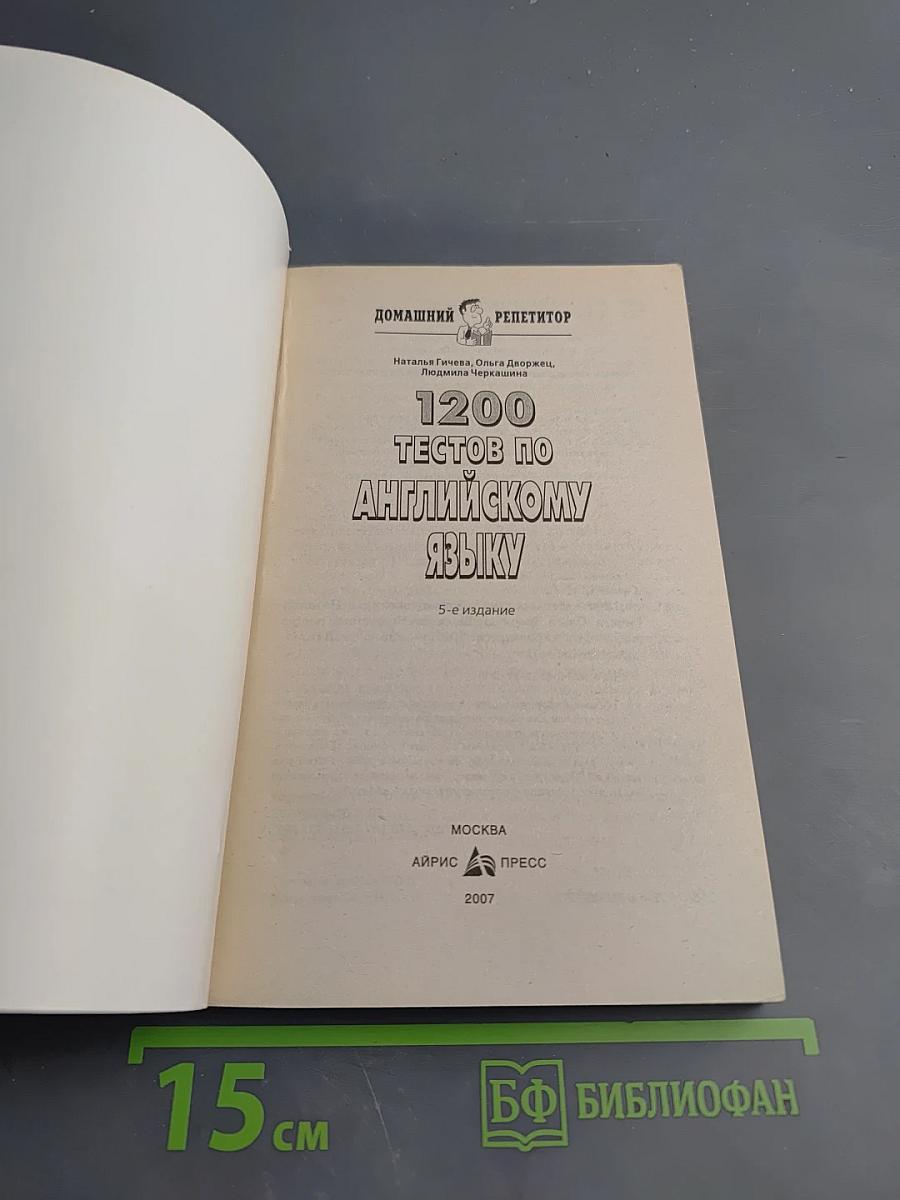 ДОМАШНИЙ РЕПЕТИТОР
Наталья Гичева, Ольга Дворжец,
Людмила Черкашина
1200
ТЕСТОВ ПО
АНГЛИЙСКОМУ
ЯЗЫКУ
5-е издание
МОСКВА
АЙРИС ПРЕСС
2007
15 см
БФ БИБЛИОФАН